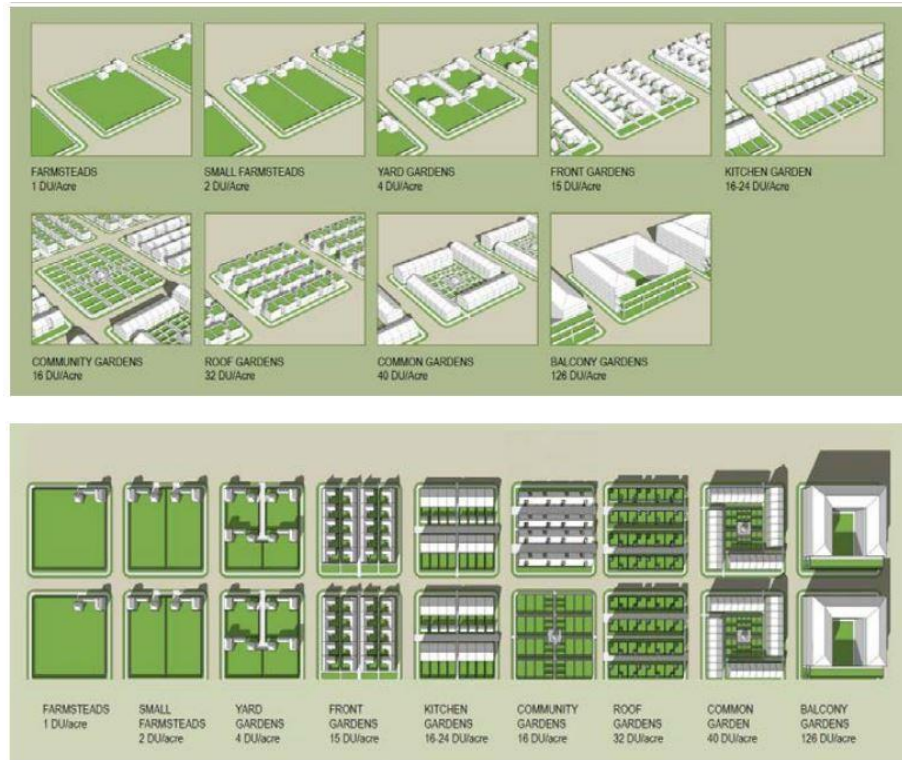 FARMSTEADS
1 DU/Acre
SMALL FARMSTEADS
2 DU/Acre
YARD GARDENS
4 DU/Acre
FRONT GARDENS
15 DU/Acre
KITCHEN GARDEN
16-24 DU/Acre
COMMUNITY GARDENS
16 DU/Acre
ROOF GARDENS
32 DU/Acre
COMMON GARDENS
40 DU/Acre
BALCONY GARDENS
126 DU/Acre
FARMSTEADS
1 DU/acre
SMALL
FARMSTEADS
2 DU/acre
YARD
GARDENS
4 DU/acre
FRONT
GARDENS
15 DU/acre
KITCHEN
GARDENS
16-24 DU/acre
COMMUNITY
GARDENS
16 DU/acre
ROOF
GARDENS
32 DU/acre
COMMON
GARDEN
40 DU/acre
BALCONY
GARDENS
126 DU/acre